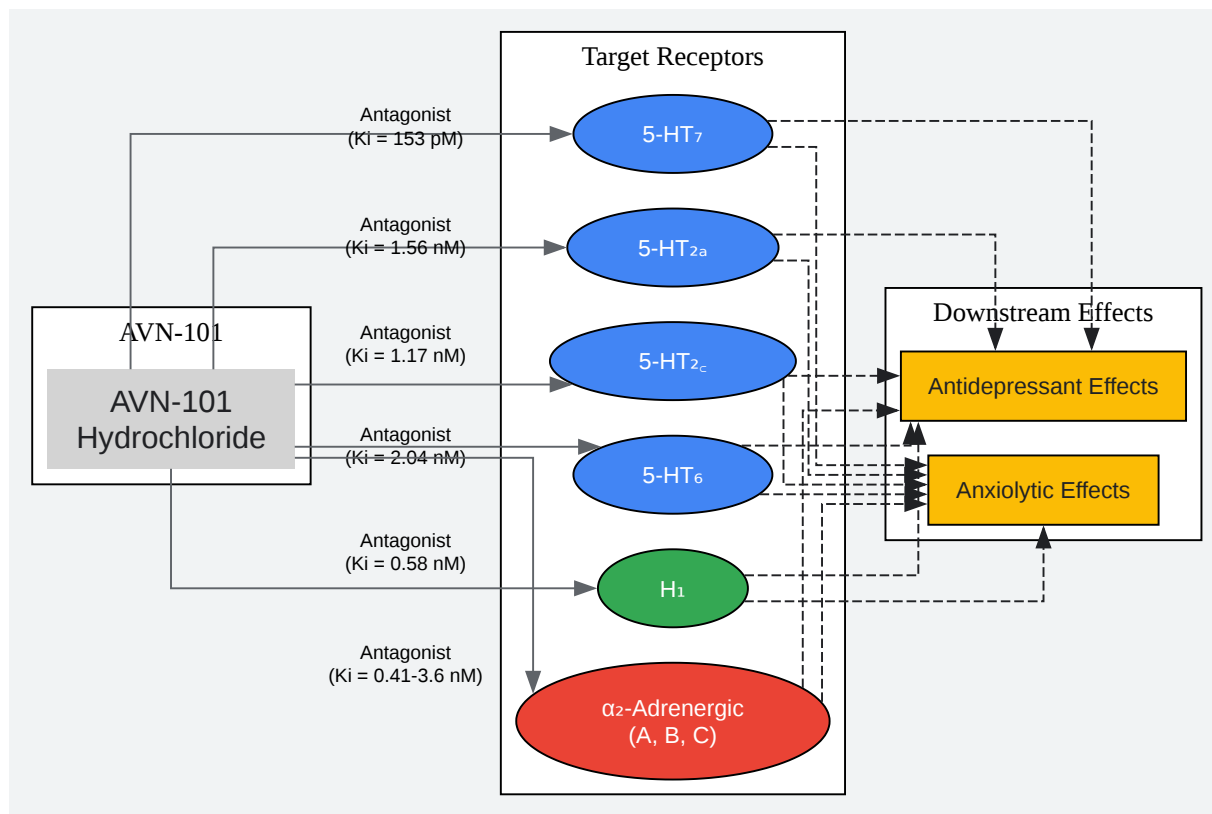 Target Receptors
Antagonist
(Ki = 153 pM)
5-HT₇
Antagonist
(Ki = 1.56 nM)
5-HT₂ₐ
AVN-101
AVN-101
Hydrochloride
Antagonist
(Ki = 1.17 nM)
5-HT₂꜀
Downstream Effects
Antidepressant Effects
Antagonist
(Ki = 2.04 nM)
5-HT₆
Anxiolytic Effects
Antagonist
(Ki = 0.58 nM)
H₁
Antagonist
(Ki = 0.41-3.6 nM)
α₂-Adrenergic
(A, B, C)